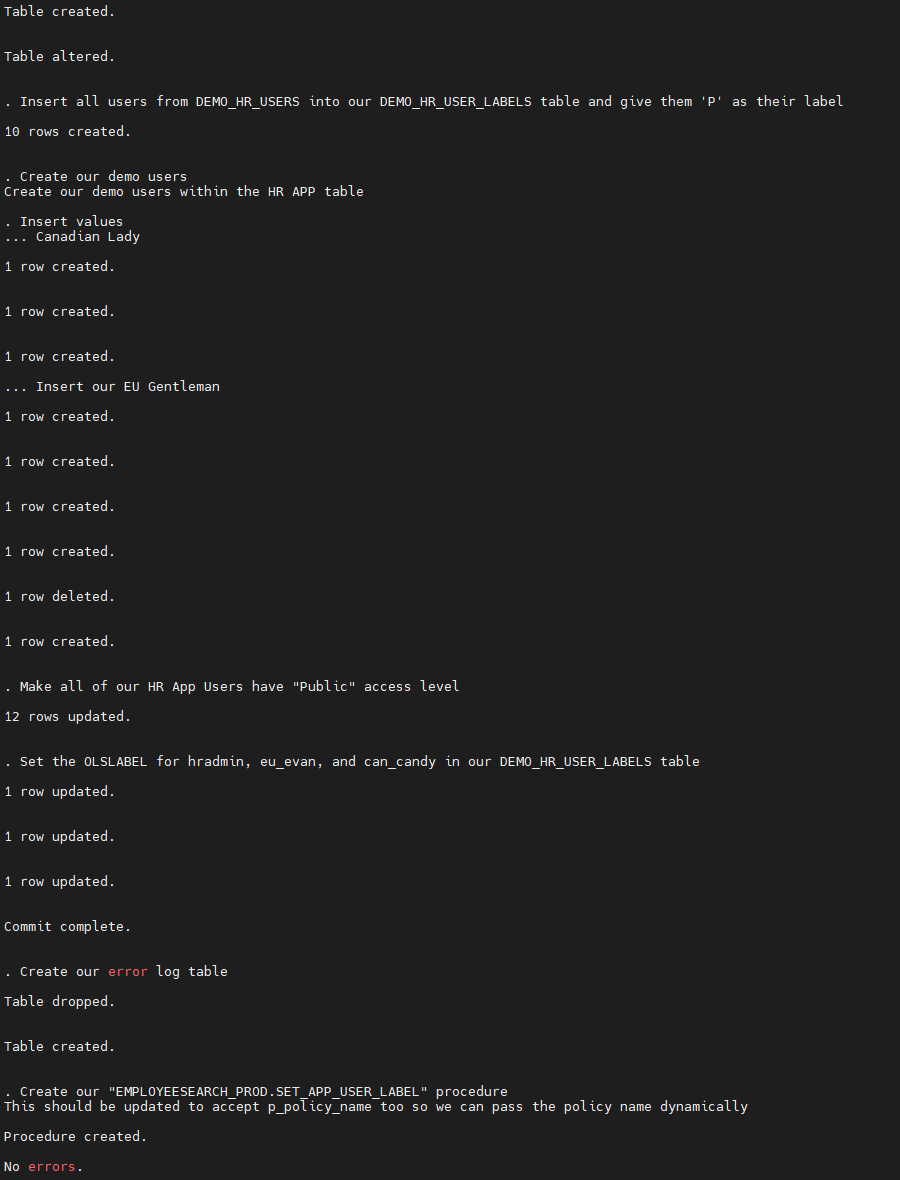 Table created.
Table altered.
. Insert all users from DEMO_HR_USERS into our DEMO_HR_USER_LABELS table and give them 'P' as their label
10 rows created.
. Create our demo users
Create our demo users within the HR APP table
. Insert values
... Canadian Lady
1 row created.
1 row created.
1 row created.
... Insert our EU Gentleman
1 row created.
1 row created.
1 row created.
1 row created.
1 row deleted.
1 row created.
. Make all of our HR App Users have "Public" access level
12 rows updated.
. Set the OLSLABEL for hradmin, eu_evan, and can_candy in our DEMO_HR_USER_LABELS table
1 row updated.
1 row updated.
1 row updated.
Commit complete.
. Create our error log table
Table dropped.
Table created.
. Create our "EMPLOYEESEARCH_PROD.SET_APP_USER_LABEL" procedure
This should be updated to accept p_policy_name too so we can pass the policy name dynamically
Procedure created.
No errors.